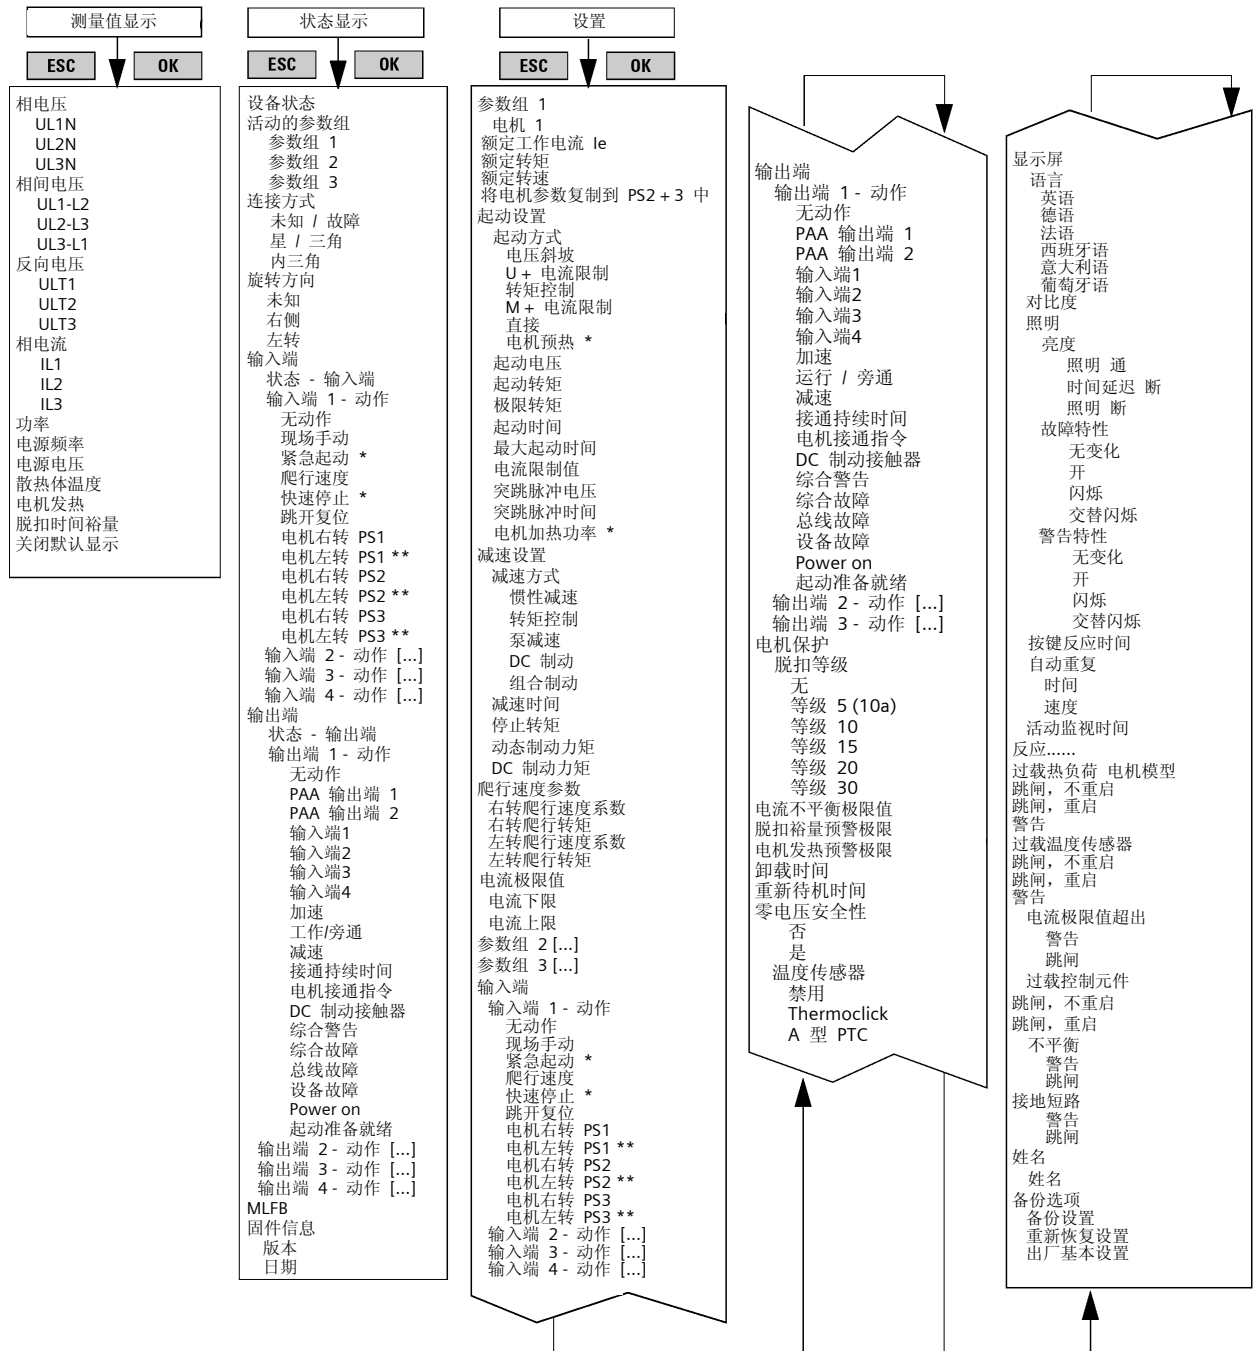 测量值显示
ESC
OK
相电压
UL1N
UL2N
UL3N
相间电压
UL1-L2
UL2-L3
UL3-L1
反向电压
ULT1
ULT2
ULT3
相电流
IL1
IL2
IL3
功率
电源频率
电源电压
散热体温度
电机发热
脱扣时间裕量
关闭默认显示
状态显示
ESC
OK
设备状态
活动的参数组
参数组 1
参数组 2
参数组 3
连接方式
未知 / 故障
星 / 三角
内三角
旋转方向
未知
右侧
左转
输入端
状态 - 输入端
输入端 1 - 动作
无动作
现场手动
紧急起动 *
爬行速度
快速停止 *
跳开复位
电机右转 PS1
电机左转 PS1 **
电机右转 PS2
电机左转 PS2 **
电机右转 PS3
电机左转 PS3 **
输入端 2 - 动作 [...]
输入端 3 - 动作 [...]
输入端 4 - 动作 [...]
输出端
状态 - 输出端
输出端 1 - 动作
无动作
PAA 输出端 1
PAA 输出端 2
输入端1
输入端2
输入端3
输入端4
加速
工作/旁通
减速
接通持续时间
电机接通指令
DC 制动接触器
综合警告
综合故障
总线故障
设备故障
Power on
起动准备就绪
输出端 2 - 动作 [...]
输出端 3 - 动作 [...]
输出端 4 - 动作 [...]
MLFB
固件信息
版本
日期
设置
ESC
OK
参数组 1
电机 1
额定工作电流 Ie
额定转矩
额定转速
将电机参数复制到 PS2 + 3 中
起动设置
起动方式
电压斜坡
U + 电流限制
转矩控制
M + 电流限制
直接
电机预热 *
起动电压
起动转矩
极限转矩
起动时间
最大起动时间
电流限制值
突跳脉冲电压
突跳脉冲时间
电机加热功率 *
减速设置
减速方式
惯性减速
转矩控制
泵减速
DC 制动
组合制动
减速时间
停止转矩
动态制动力矩
DC 制动力矩
爬行速度参数
右转爬行速度系数
右转爬行转矩
左转爬行速度系数
左转爬行转矩
电流极限值
电流下限
电流上限
参数组 2 [...]
参数组 3 [...]
输入端
输入端 1 - 动作
无动作
现场手动
紧急起动 *
爬行速度
快速停止 *
跳开复位
电机右转 PS1
电机左转 PS1 **
电机右转 PS2
电机左转 PS2 **
电机右转 PS3
电机左转 PS3 **
输入端 2 - 动作 [...]
输入端 3 - 动作 [...]
输入端 4 - 动作 [...]
输出端
输出端 1 - 动作
无动作
PAA 输出端 1
PAA 输出端 2
输入端1
输入端2
输入端3
输入端4
加速
运行 / 旁通
减速
接通持续时间
电机接通指令
DC 制动接触器
综合警告
综合故障
总线故障
设备故障
Power on
起动准备就绪
输出端 2 - 动作 [...]
输出端 3 - 动作 [...]
电机保护
脱扣等级
无
等级 5 (10a)
等级 10
等级 15
等级 20
等级 30
电流不平衡极限值
脱扣裕量预警极限
电机发热预警极限
卸载时间
重新待机时间
零电压安全性
否
是
温度传感器
禁用
Thermoclick
A 型 PTC
显示屏
语言
英语
德语
法语
西班牙语
意大利语
葡萄牙语
对比度
照明
亮度
照明 通
时间延迟 断
照明 断
故障特性
无变化
开
闪烁
交替闪烁
警告特性
无变化
开
闪烁
交替闪烁
按键反应时间
自动重复
时间
速度
活动监视时间
反应......
过载热负荷 电机模型
跳闸，不重启
跳闸，重启
警告
过载温度传感器
跳闸，不重启
跳闸，重启
警告
电流极限值超出
警告
跳闸
过载控制元件
跳闸，不重启
跳闸，重启
不平衡
警告
跳闸
接地短路
警告
跳闸
姓名
姓名
备份选项
备份设置
重新恢复设置
出厂基本设置